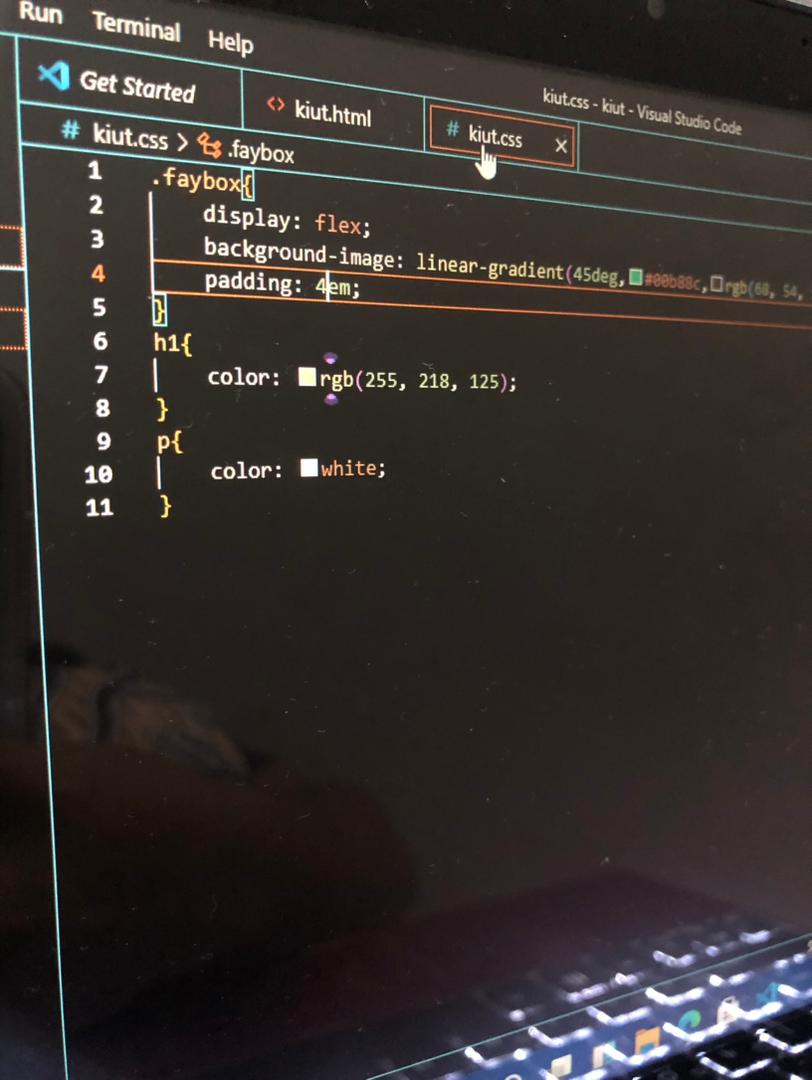 Run Terminal Help
kiut.css - kiut - Visual Studio Code
Get Started kiut.html # kiut.css ×
# kiut.css > .faybox
1 .faybox{
2 display: flex;
3 background-image: linear-gradient(45deg, #00b88c, rgb(68, 54,
4 padding: 4em;
5 }
6 h1{
7 color: rgb(255, 218, 125);
8 }
9 p{
10 color: white;
11 }